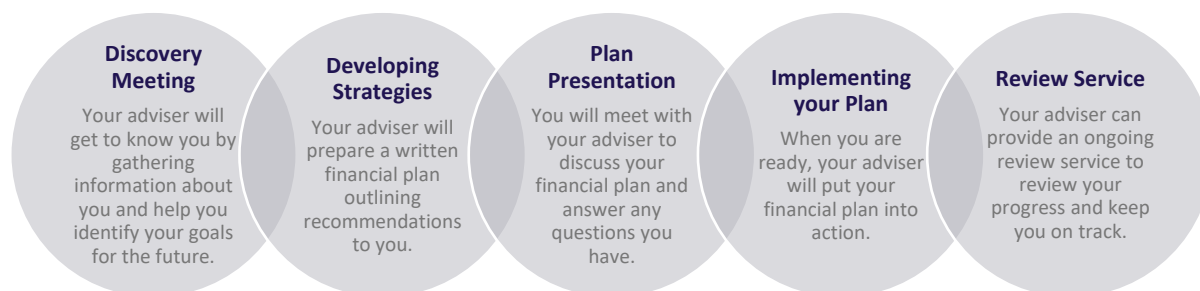 Discovery
Meeting
Your adviser will
get to know you by
gathering
information about
you and help you
identify your goals
for the future.
Developing
Strategies
Your adviser will
prepare a written
financial plan
outlining
recommendations
to you.
Plan
Presentation
You will meet with
your adviser to
discuss your
financial plan and
answer any
questions you
have.
Implementing
your Plan
When you are
ready, your adviser
will put your
financial plan into
action.
Review Service
Your adviser can
provide an ongoing
review service to
review your
progress and keep
you on track.